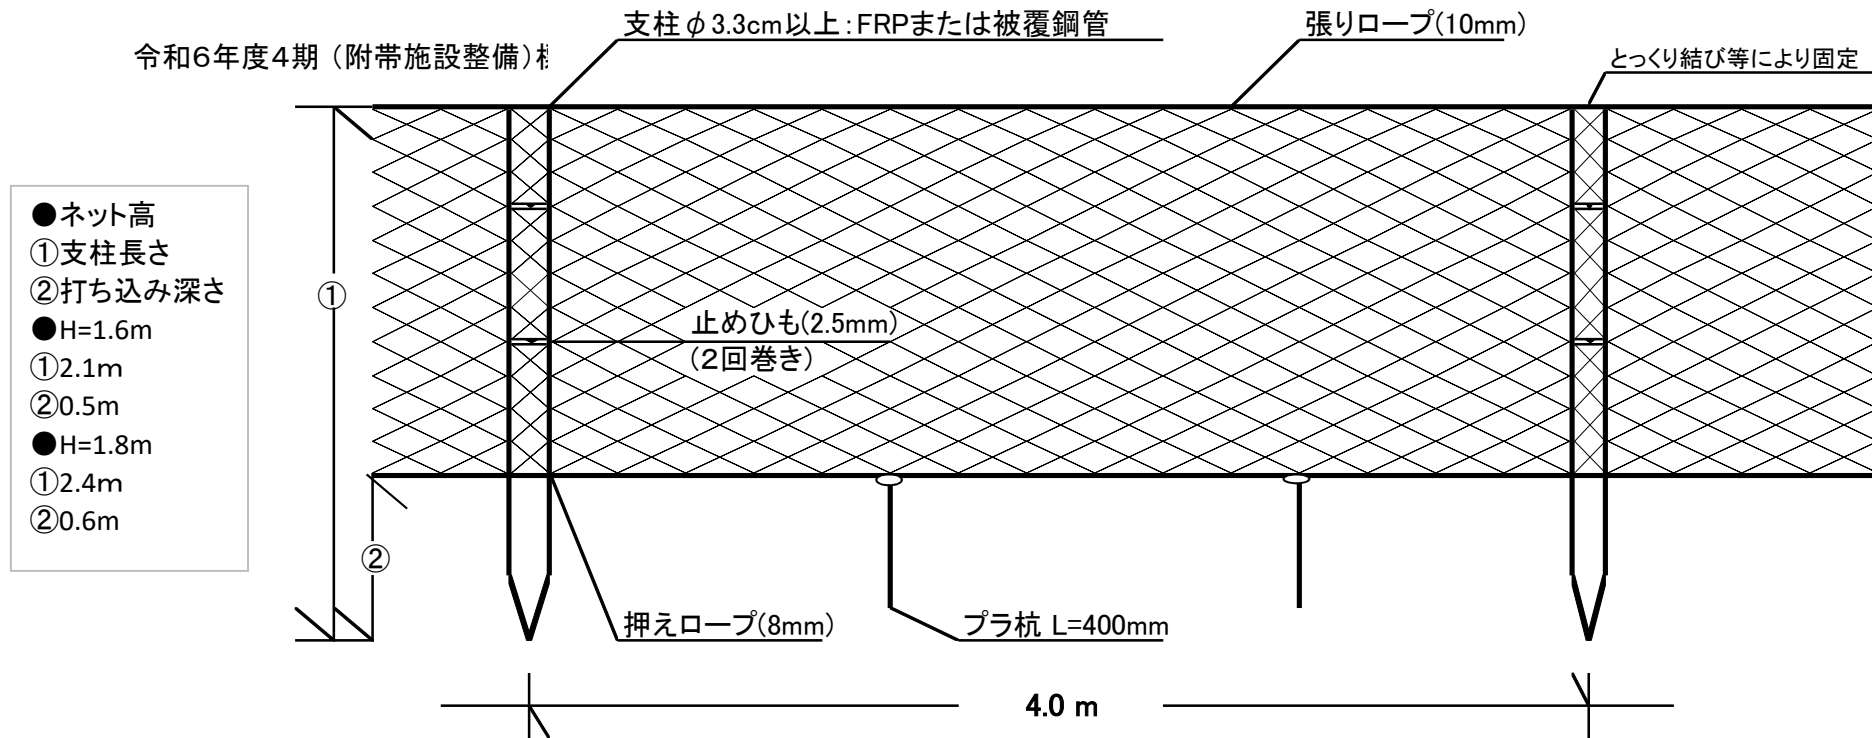 支柱φ3.3cm以上:FRPまたは被覆鋼管
張りロープ(10mm)
令和6年度4期 (附帯施設整備)
とっくり結び等により固定
●ネット高
①支柱長さ
②打ち込み深さ
●H=1.6m
①2.1m
②0.5m
●H=1.8m
①2.4m
②0.6m
①
止めひも(2.5mm)
(2回巻き)
②
押えロープ(8mm)
プラ杭 L=400mm
4.0 m